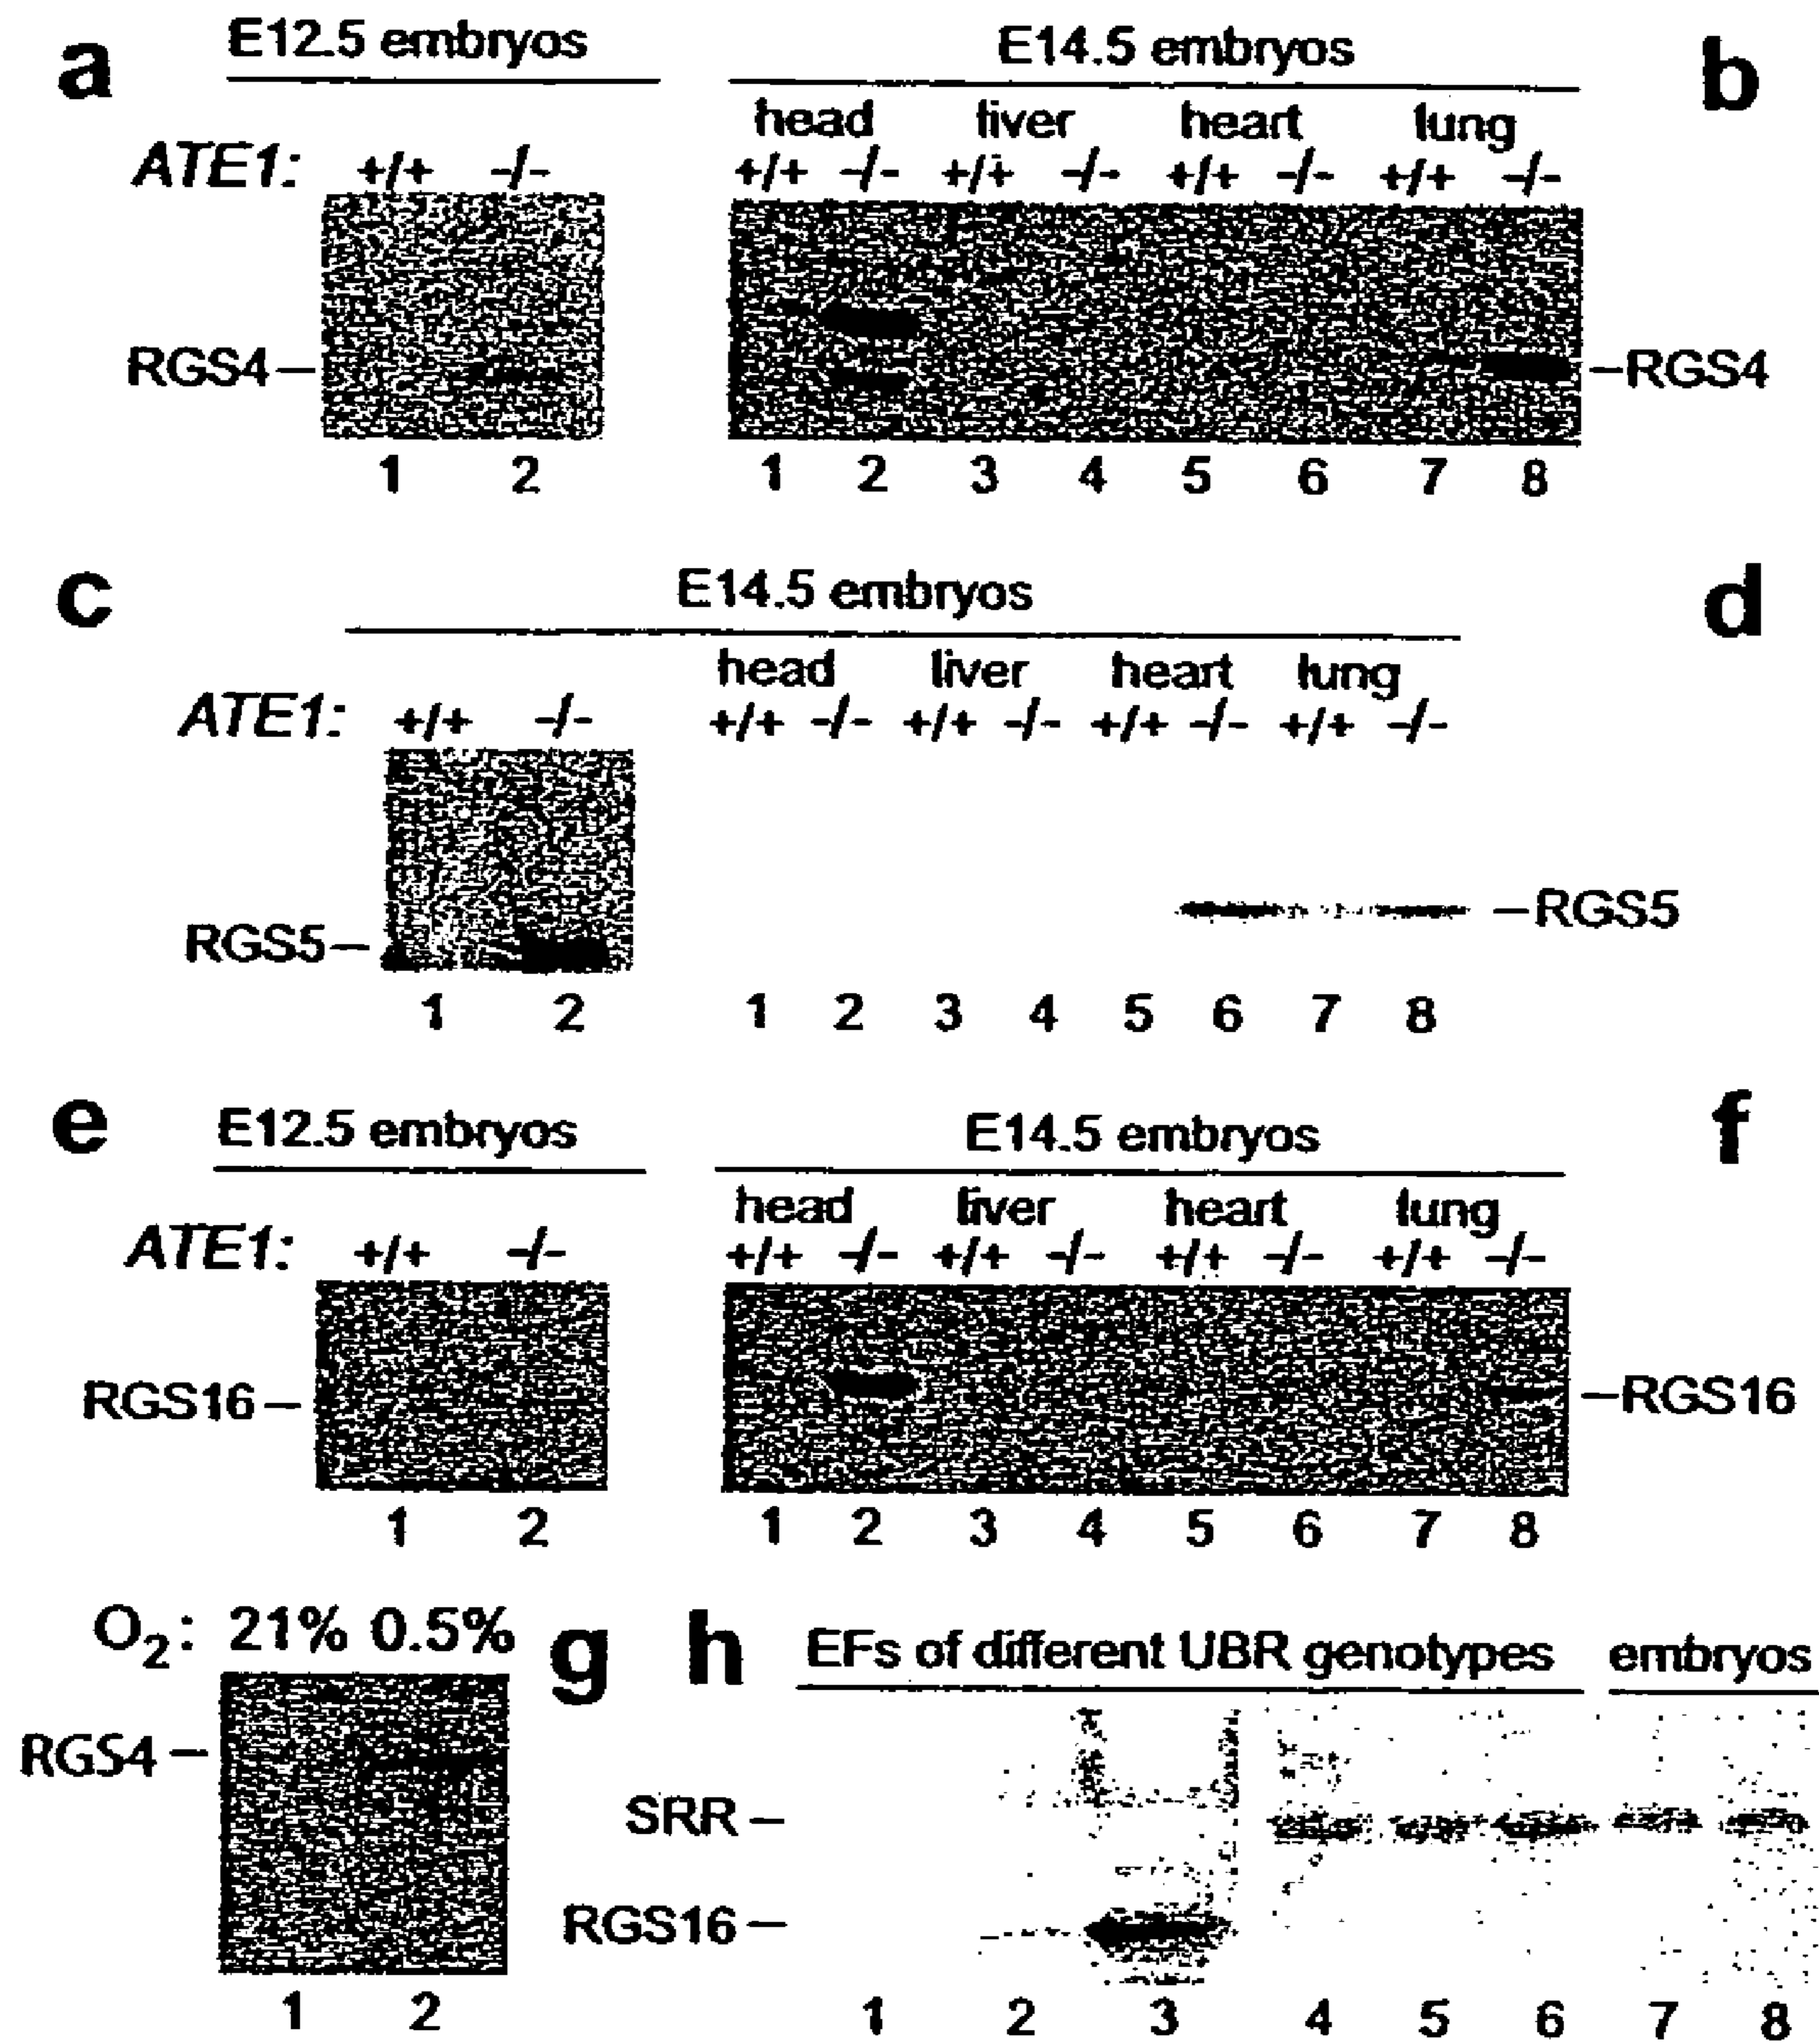 a E12.5 embryos E14.5 embryos b
head liver heart lung
ATE1: +/+ -/- +/+ -/- +/+ -/- +/+ -/- +/+ -/-
RGS4– –RGS4
1 2 1 2 3 4 5 6 7 8
c E14.5 embryos d
head liver heart lung
ATE1: +/+ -/- +/+ -/- +/+ -/- +/+ -/- +/+ -/-
RGS5– –RGS5
1 2 1 2 3 4 5 6 7 8
e E12.5 embryos E14.5 embryos f
head liver heart lung
ATE1: +/+ -/- +/+ -/- +/+ -/- +/+ -/- +/+ -/-
RGS16– –RGS16
1 2 1 2 3 4 5 6 7 8
O₂: 21% 0.5% g h EFs of different UBR genotypes embryos
RGS4 –
SRR –
RGS16 –
1 2 1 2 3 4 5 6 7 8